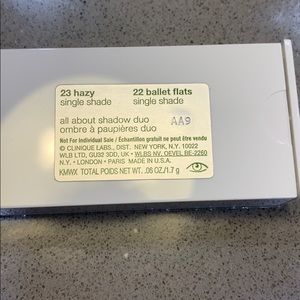 23 hazy 22 ballet flats
single shade single shade
all about shadow duo
ombre à paupières duo AA9
Not For Individual Sale / Échantillon gratuit ne peut être vendu
© CLINIQUE LABS., DIST. NEW YORK, N.Y. 10022
WLB LTD, GU32 3DD, UK • WLBS NV, OEVEL BE-2260
N.Y. • LONDON • PARIS MADE IN U.S.A.
KMWX TOTAL POIDS NET WT. .06 OZ./1.7 g